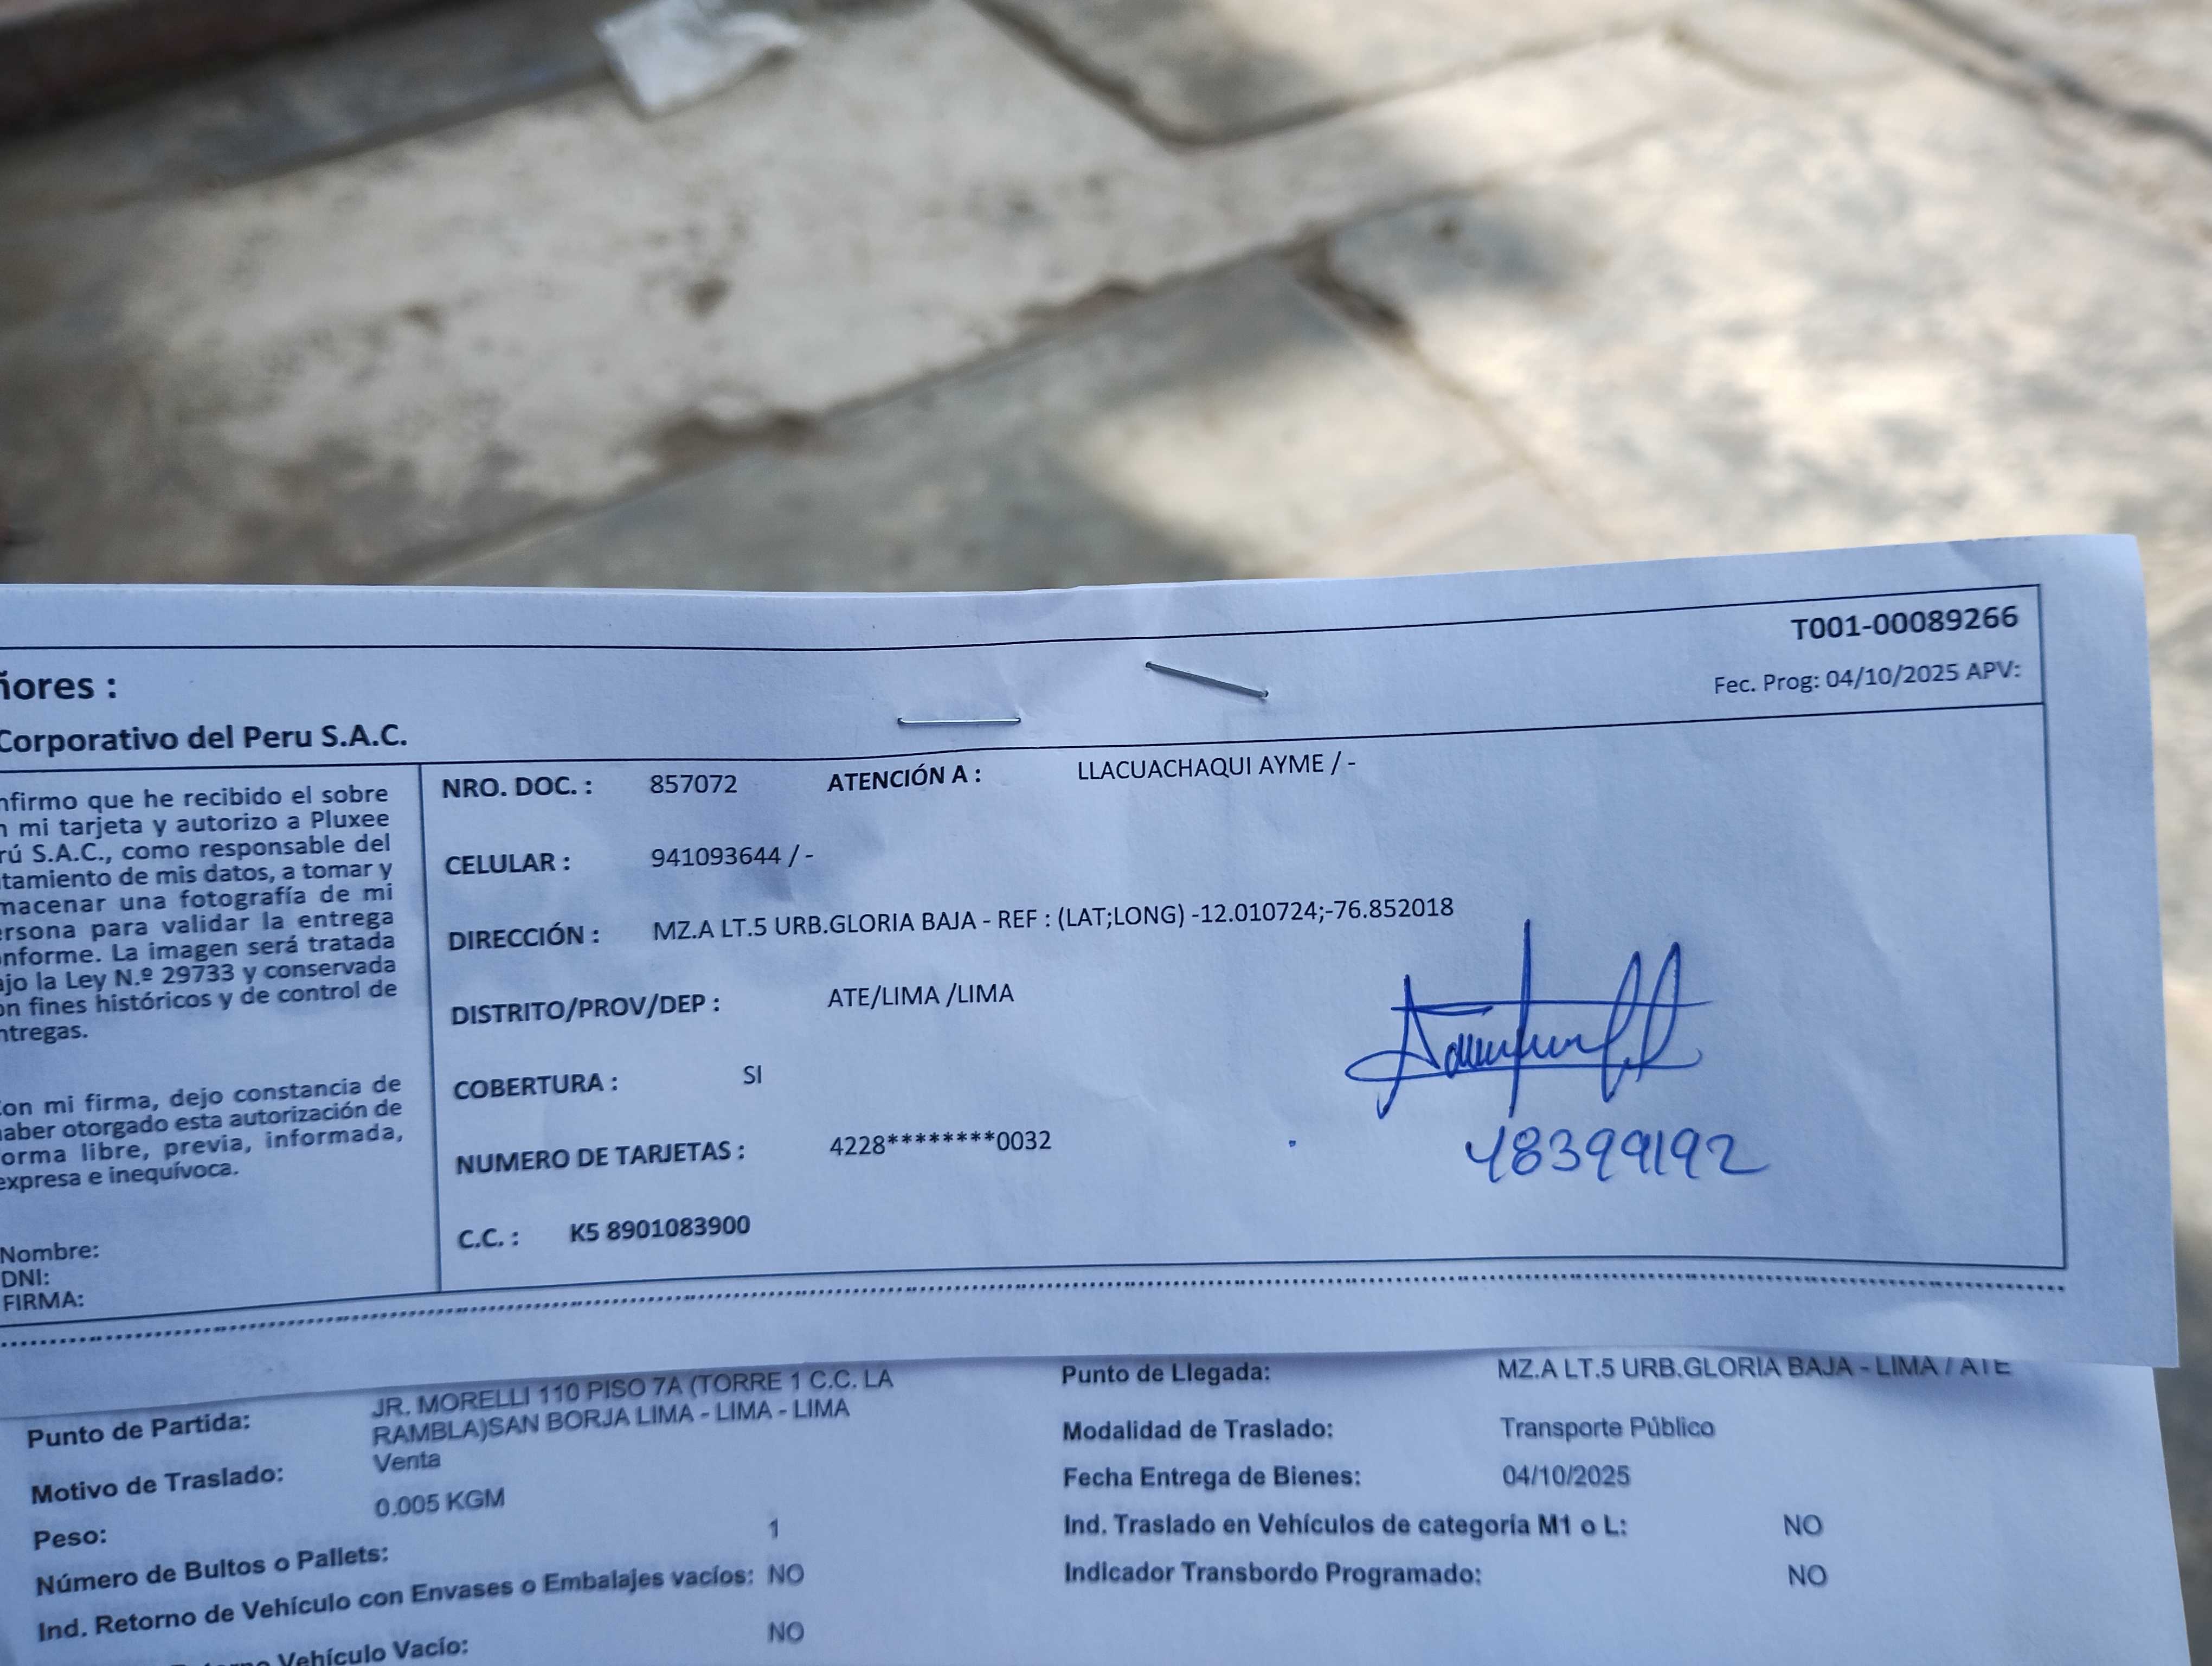 T001-00089266
Fec. Prog: 04/10/2025 APV:
ñores :
Corporativo del Peru S.A.C.
nfirmo que he recibido el sobre
n mi tarjeta y autorizo a Pluxee
rú S.A.C., como responsable del
tamiento de mis datos, a tomar y
macenar una fotografía de mi
ersona para validar la entrega
onforme. La imagen será tratada
ajo la Ley N.º 29733 y conservada
on fines históricos y de control de
ntregas.
Con mi firma, dejo constancia de
haber otorgado esta autorización de
forma libre, previa, informada,
expresa e inequívoca.
Nombre:
DNI:
FIRMA:
NRO. DOC. : 857072 ATENCIÓN A : LLACUACHAQUI AYME / -
CELULAR : 941093644 / -
DIRECCIÓN : MZ.A LT.5 URB.GLORIA BAJA - REF : (LAT;LONG) -12.010724;-76.852018
DISTRITO/PROV/DEP : ATE/LIMA /LIMA
COBERTURA : SI
NUMERO DE TARJETAS : 4228********0032
48399192
C.C. : K5 8901083900
Punto de Partida: JR. MORELLI 110 PISO 7A (TORRE 1 C.C. LA
RAMBLA)SAN BORJA LIMA - LIMA - LIMA
Motivo de Traslado: Venta
Peso: 0.005 KGM
Número de Bultos o Pallets: 1
Ind. Retorno de Vehículo con Envases o Embalajes vacíos: NO
Vehículo Vacío: NO
Punto de Llegada: MZ.A LT.5 URB.GLORIA BAJA - LIMA / ATE
Modalidad de Traslado: Transporte Público
Fecha Entrega de Bienes: 04/10/2025
Ind. Traslado en Vehículos de categoría M1 o L: NO
Indicador Transbordo Programado: NO